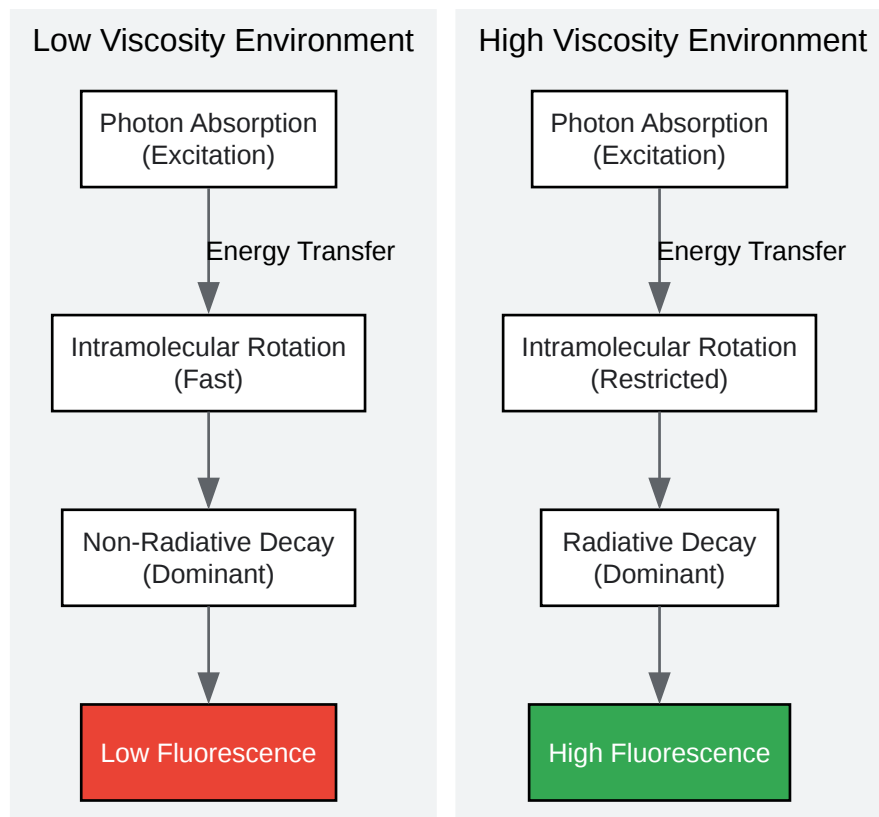 Low Viscosity Environment
Photon Absorption
(Excitation)
Energy Transfer
Intramolecular Rotation
(Fast)
Non-Radiative Decay
(Dominant)
Low Fluorescence
High Viscosity Environment
Photon Absorption
(Excitation)
Energy Transfer
Intramolecular Rotation
(Restricted)
Radiative Decay
(Dominant)
High Fluorescence